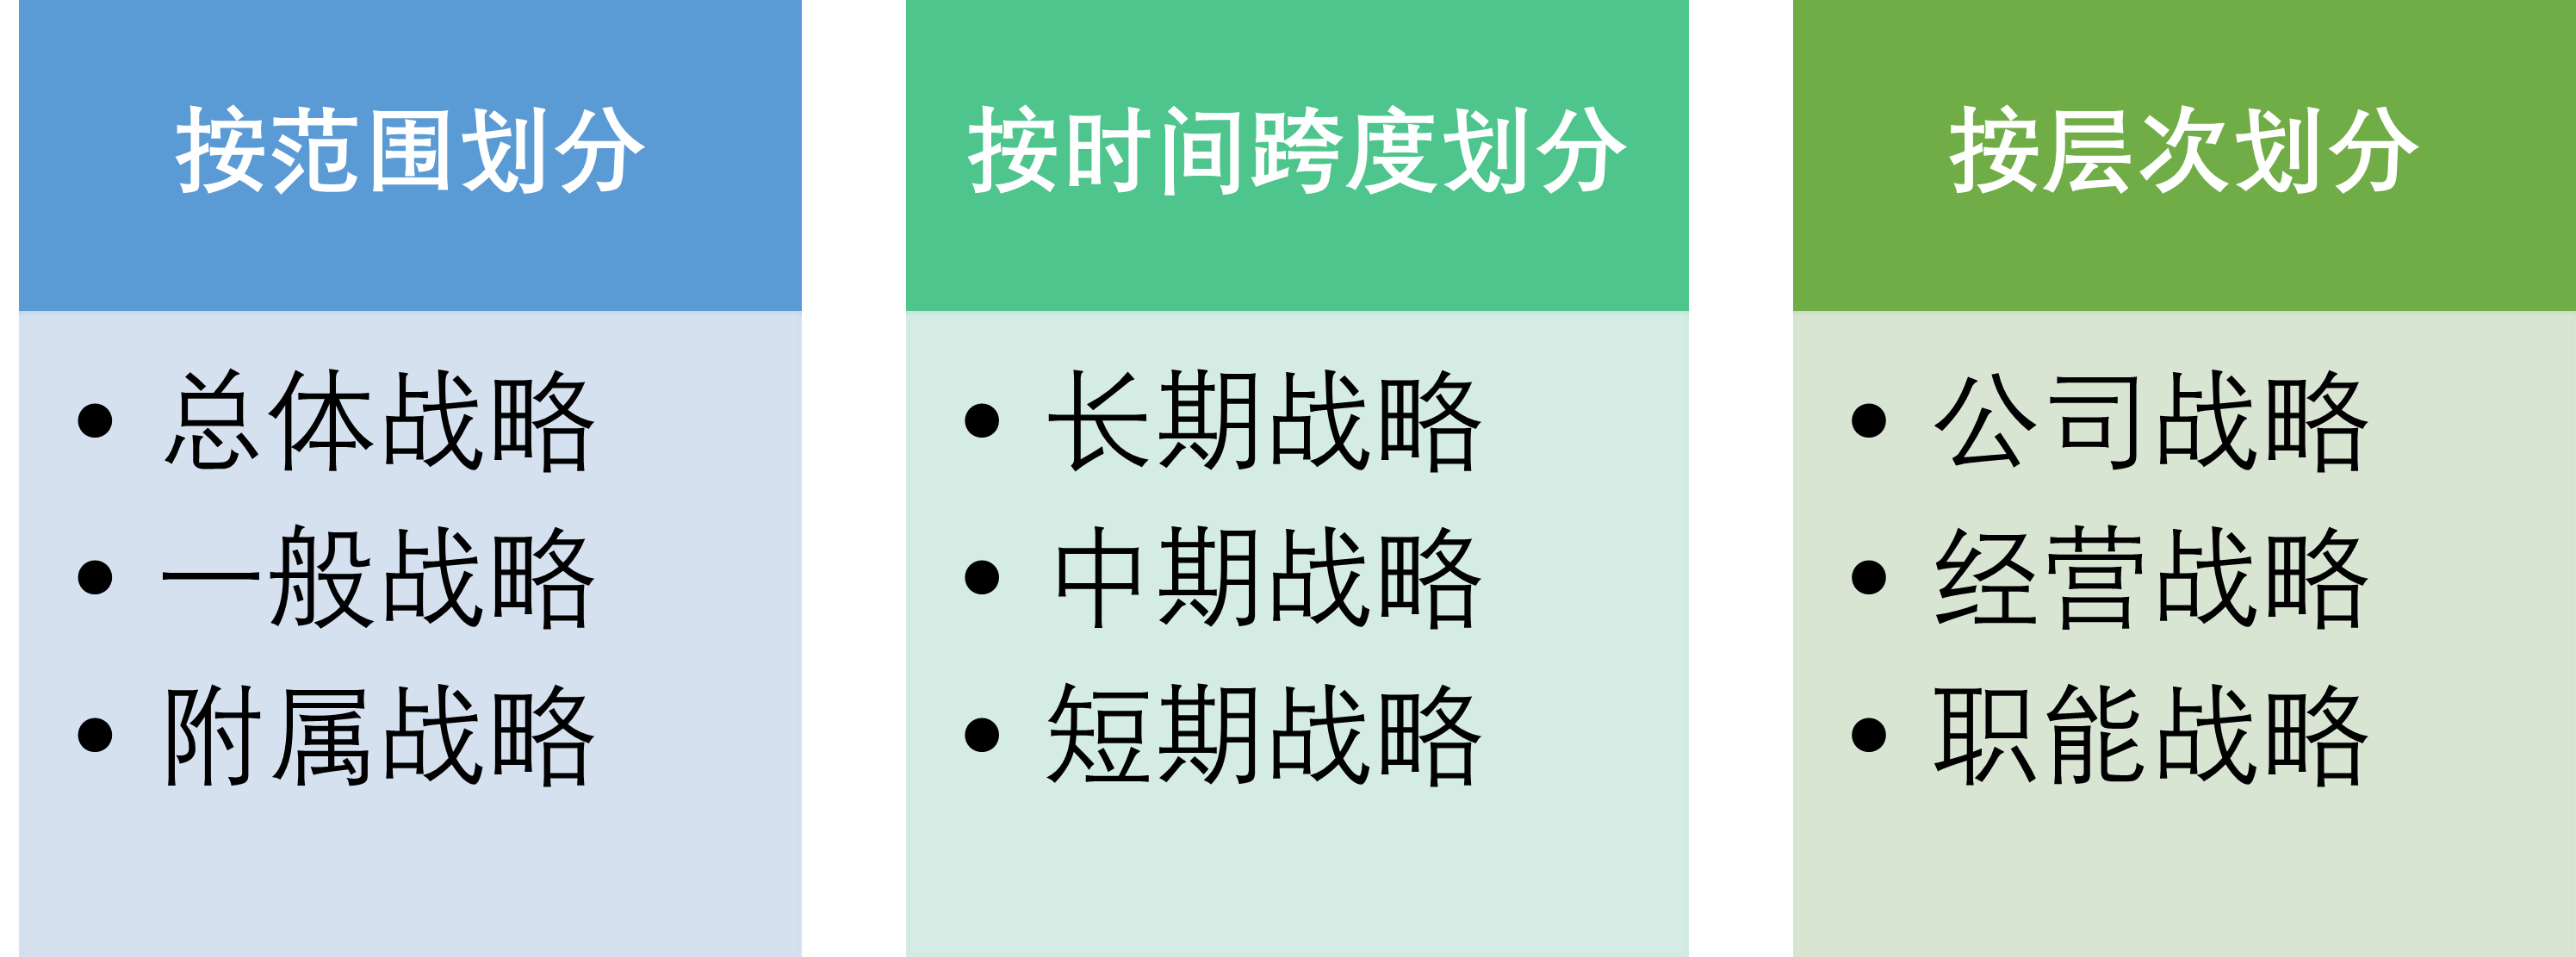 按范围划分
• 总体战略
• 一般战略
• 附属战略
按时间跨度划分
• 长期战略
• 中期战略
• 短期战略
按层次划分
• 公司战略
• 经营战略
• 职能战略